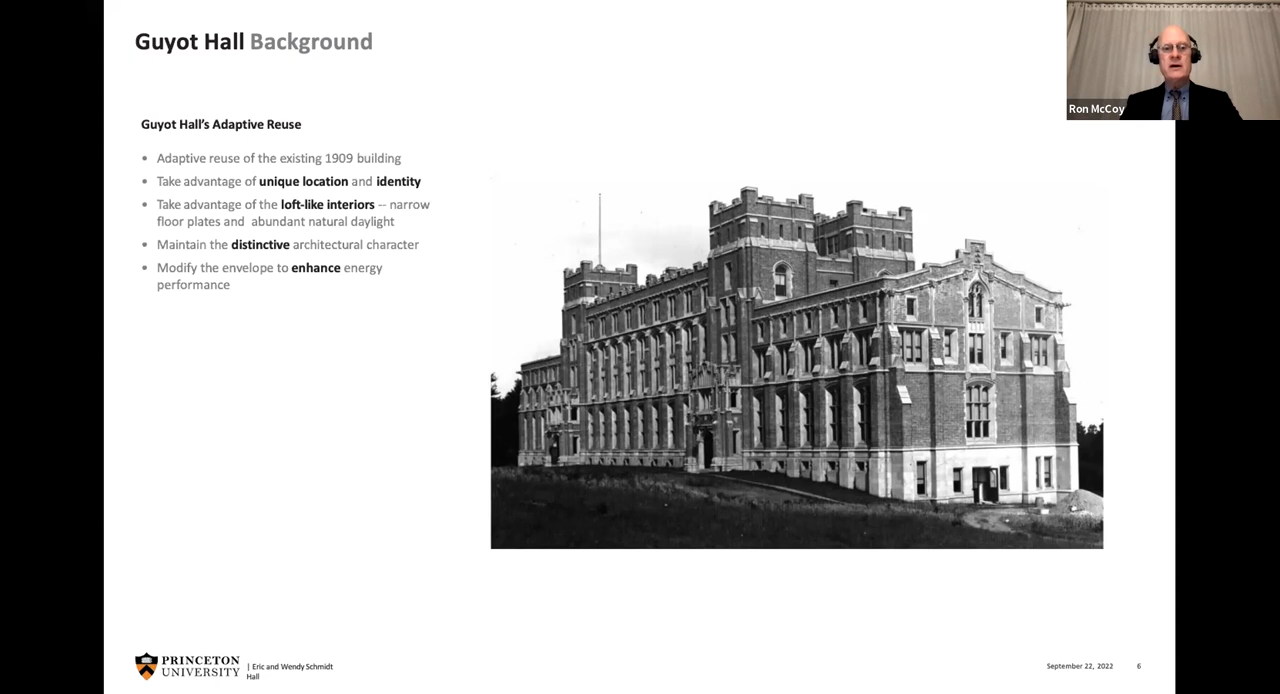 Guyot Hall Background
Ron McCoy
Guyot Hall's Adaptive Reuse
• Adaptive reuse of the existing 1909 building
• Take advantage of unique location and identity
• Take advantage of the loft-like interiors -- narrow
floor plates and abundant natural daylight
• Maintain the distinctive architectural character
• Modify the envelope to enhance energy
performance
PRINCETON
UNIVERSITY
| Eric and Wendy Schmidt
Hall
September 22, 2022 6